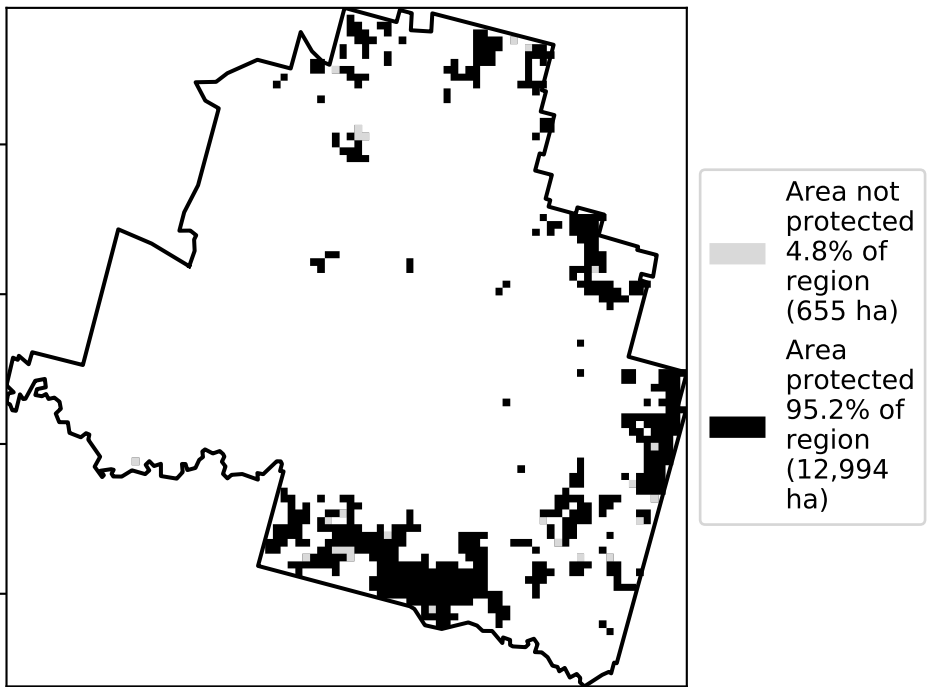 Area not
protected
4.8% of
region
(655 ha)
Area
protected
95.2% of
region
(12,994
ha)